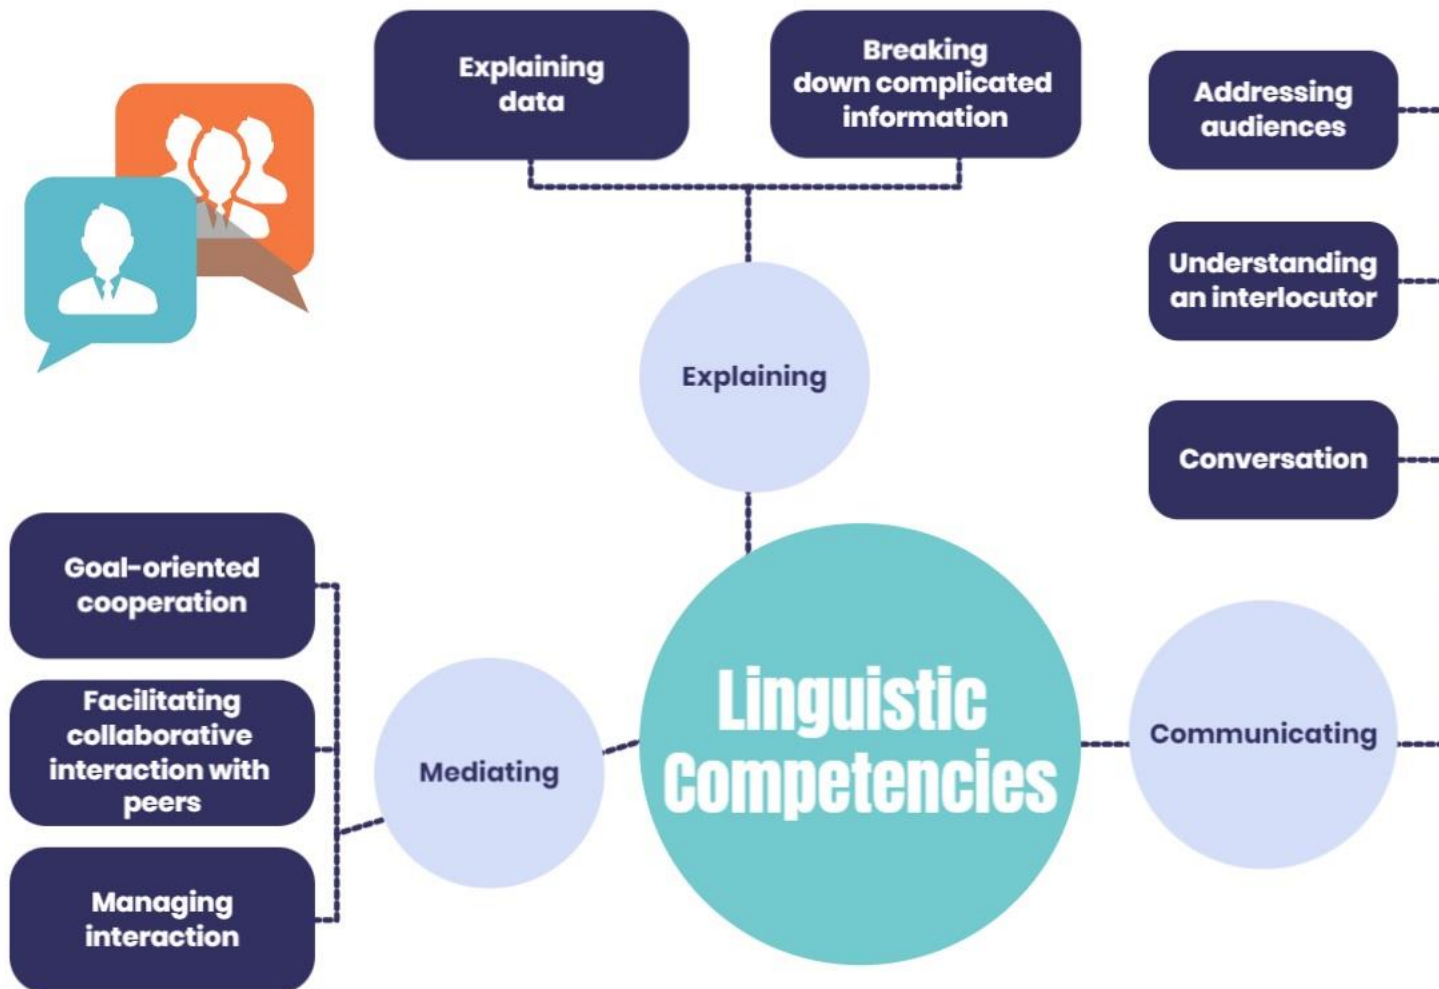 Explaining
data
Breaking
down complicated
information
Addressing
audiences
Understanding
an interlocutor
Explaining
Conversation
Goal-oriented
cooperation
Facilitating
collaborative
interaction with
peers
Mediating
Linguistic
Competencies
Communicating
Managing
interaction